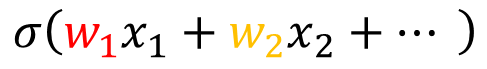 σ(w₁x₁ + w₂x₂ + ⋯ )